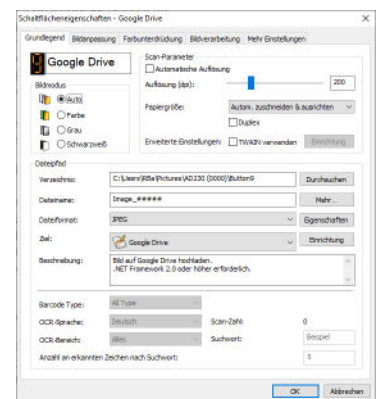 Schaltflächeneigenschaften - Google Drive
Grundlegend Bildanpassung Farbunterdrückung Bildverarbeitung Mehr Einstellungen
9 Google Drive
Scan-Parameter
Automatische Auflösung
Auflösung (dpi): 200
Bildmodus
Auto
Farbe
Grau
Schwarzweiß
Papiergröße: Autom. zuschneiden & ausrichten
Duplex
Erweiterte Einstellungen: TWAIN verwenden Einrichtung
Dateipfad
Verzeichnis: C:\Users\RBa\Pictures\AD230 (0000)\Button9 Durchsuchen
Dateiname: Image_##### Mehr...
Dateiformat: JPEG Eigenschaften
Ziel: Google Drive Einrichtung
Beschreibung: Bild auf Google Drive hochladen.
.NET Framework 2.0 oder höher erforderlich.
Barcode Type: All Type
OCR-Sprache: Deutsch Scan-Zahl: 0
OCR-Bereich: Alles Suchwort: Beispiel
Anzahl an erkannten Zeichen nach Suchwort: 5
OK Abbrechen